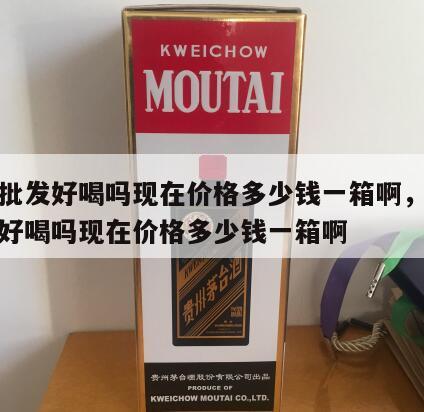 KWEICHOW
MOUTAI
批发好喝吗现在价格多少钱一箱啊，
好喝吗现在价格多少钱一箱啊
贵州茅台酒
贵州茅台酒股份有限公司出品
PRODUCE OF
KWEICHOW MOUTAI CO.,LTD.